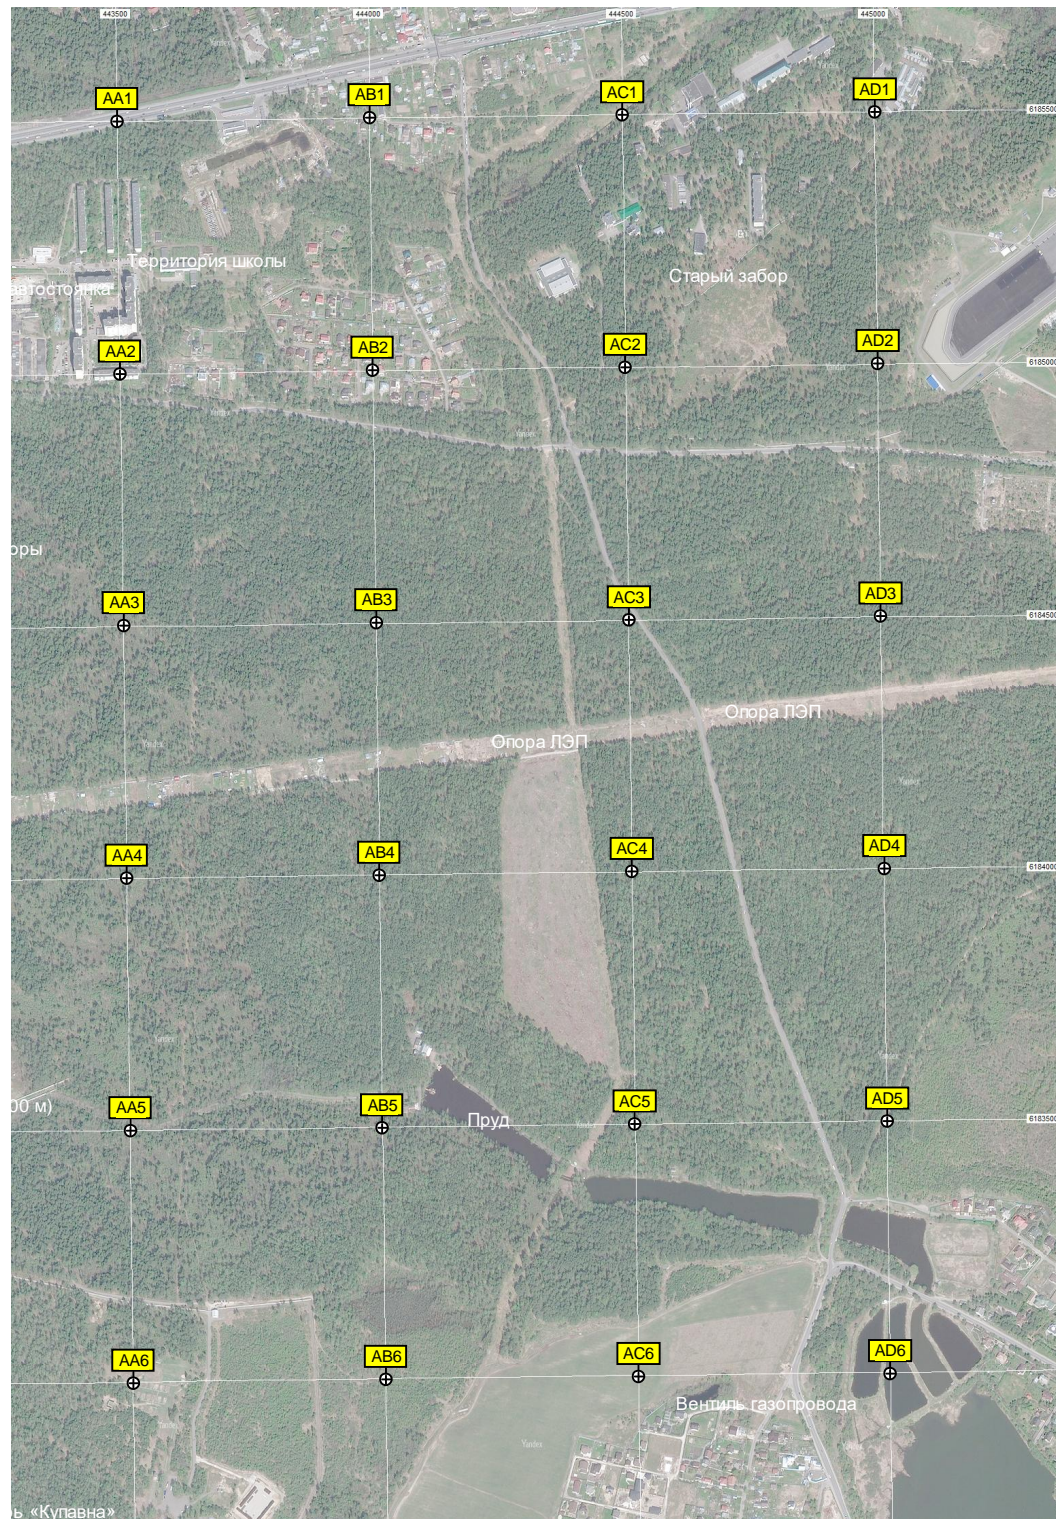 443500 444000 444500 445000
AA1 AB1 AC1 AD1
6185500
Территория школы
Старый забор
автостоянка
AA2 AB2 AC2 AD2
6185000
оры
AA3 AB3 AC3 AD3
6184500
Опора ЛЭП
Опора ЛЭП
AA4 AB4 AC4 AD4
6184000
00 м)
AA5 AB5 AC5 AD5
6183500
Пруд
AA6 AB6 AC6 AD6
Вентиль газопровода
Yandex
ь «Купавна»